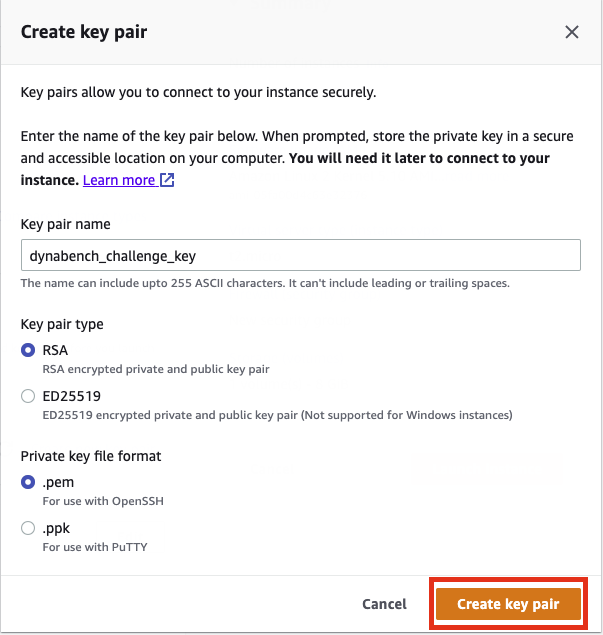 Create key pair
Key pairs allow you to connect to your instance securely.
Enter the name of the key pair below. When prompted, store the private key in a secure
and accessible location on your computer. You will need it later to connect to your
instance. Learn more
Key pair name
dynabench_challenge_key
The name can include upto 255 ASCII characters. It can't include leading or trailing spaces.
Key pair type
RSA
RSA encrypted private and public key pair
ED25519
ED25519 encrypted private and public key pair (Not supported for Windows instances)
Private key file format
.pem
For use with OpenSSH
.ppk
For use with PuTTY
Cancel
Create key pair